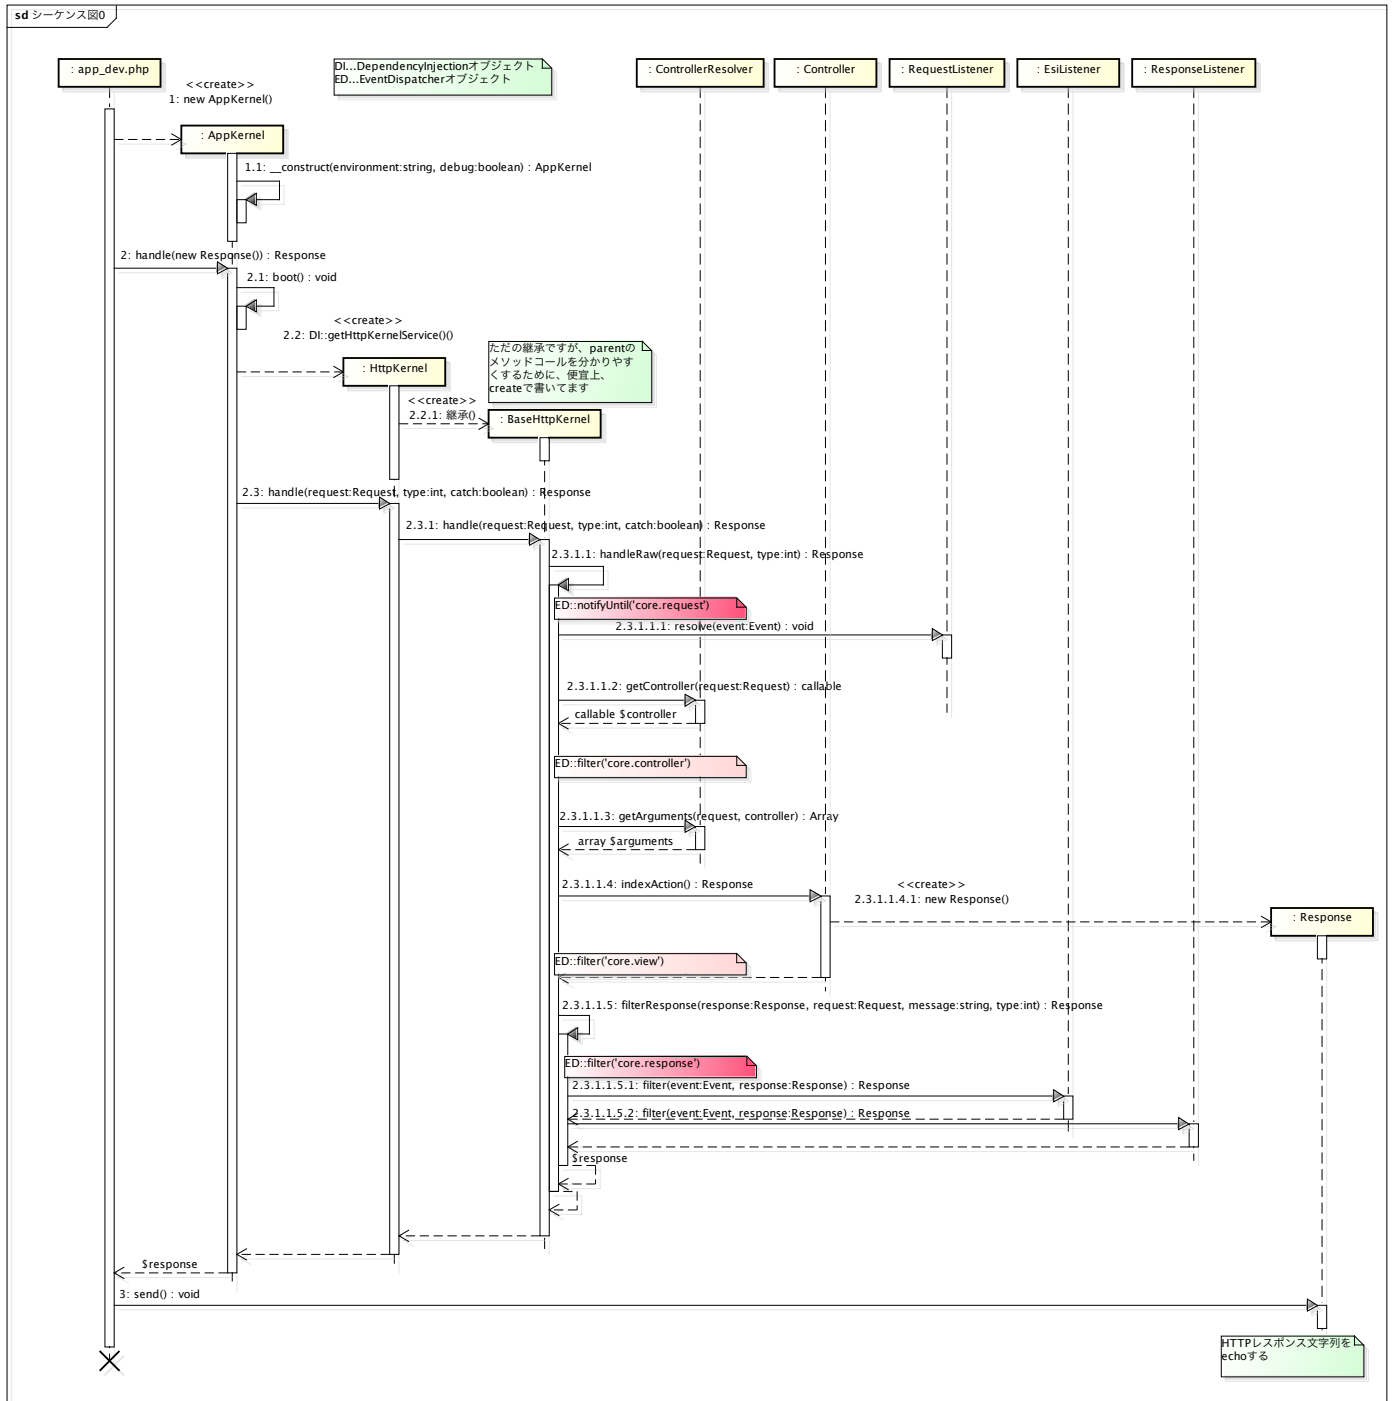 sd シーケンス図0
: app_dev.php
<<create>>
1: new AppKernel()
DI...DependencyInjectionオブジェクト
ED...EventDispatcherオブジェクト
: ControllerResolver
: Controller
: RequestListener
: EsiListener
: ResponseListener
: AppKernel
1.1: __construct(environment:string, debug:boolean) : AppKernel
2: handle(new Response()) : Response
2.1: boot() : void
<<create>>
2.2: DI::getHttpKernelService()()
: HttpKernel
ただの継承ですが、parentの
メソッドコールを分かりやす
くするために、便宜上、
createで書いてます
<<create>>
2.2.1: 継承()
: BaseHttpKernel
2.3: handle(request:Request, type:int, catch:boolean) : Response
2.3.1: handle(request:Request, type:int, catch:boolean) : Response
2.3.1.1: handleRaw(request:Request, type:int) : Response
ED::notifyUntil('core.request')
2.3.1.1.1: resolve(event:Event) : void
2.3.1.1.2: getController(request:Request) : callable
callable $controller
ED::filter('core.controller')
2.3.1.1.3: getArguments(request, controller) : Array
array $arguments
2.3.1.1.4: indexAction() : Response
<<create>>
2.3.1.1.4.1: new Response()
: Response
ED::filter('core.view')
2.3.1.1.5: filterResponse(response:Response, request:Request, message:string, type:int) : Response
ED::filter('core.response')
2.3.1.1.5.1: filter(event:Event, response:Response) : Response
2.3.1.1.5.2: filter(event:Event, response:Response) : Response
$response
$response
3: send() : void
HTTPレスポンス文字列を
echoする